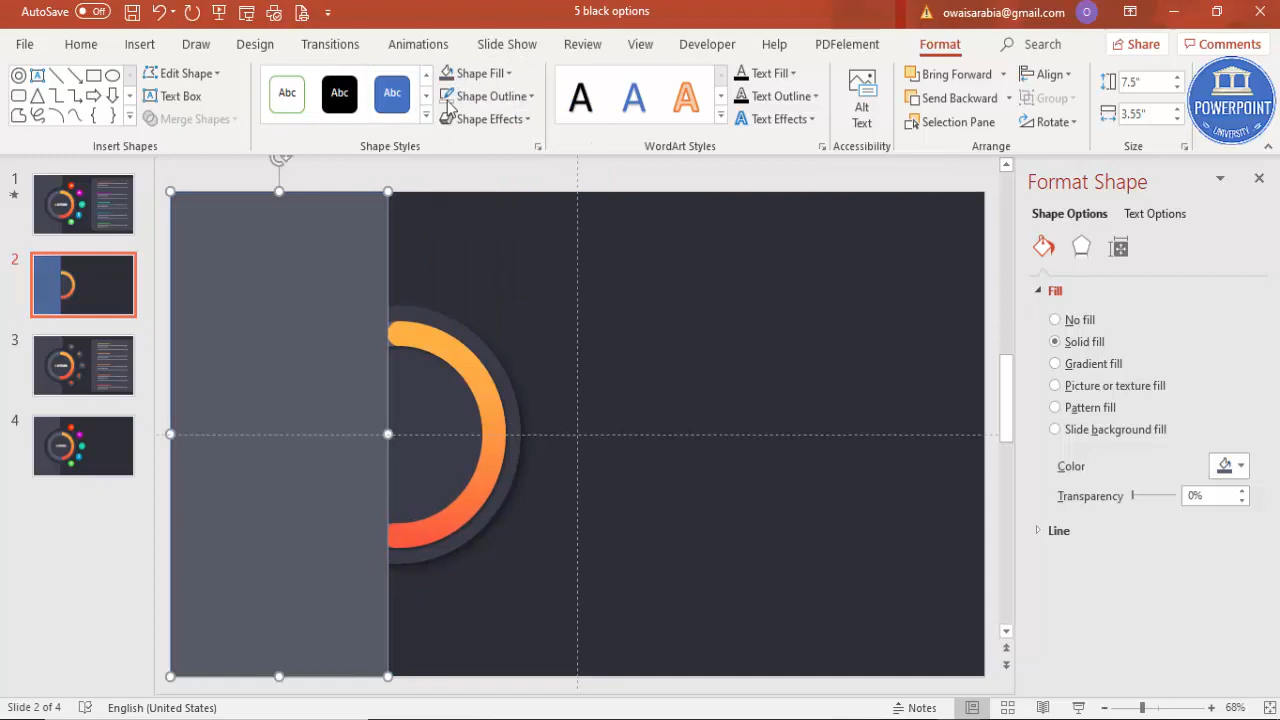 AutoSave Off
5 black options
owaisarabia@gmail.com O
File Home Insert Draw Design Transitions Animations Slide Show Review View Developer Help PDFelement Format Search Share Comments
Edit Shape
Text Box
Merge Shapes
Insert Shapes
Abc Abc Abc
Shape Fill
Shape Outline
Shape Effects
Shape Styles
A A A
Text Fill
Text Outline
Text Effects
WordArt Styles
Alt
Text
Accessibility
Bring Forward
Send Backward
Selection Pane
Align
Group
Rotate
Arrange
7.5"
3.55"
Size
POWERPOINT
UNIVERSITY
1
2
3
4
Format Shape
Shape Options Text Options
Fill
No fill
Solid fill
Gradient fill
Picture or texture fill
Pattern fill
Slide background fill
Color
Transparency 0%
Line
Slide 2 of 4 English (United States) Notes 68%